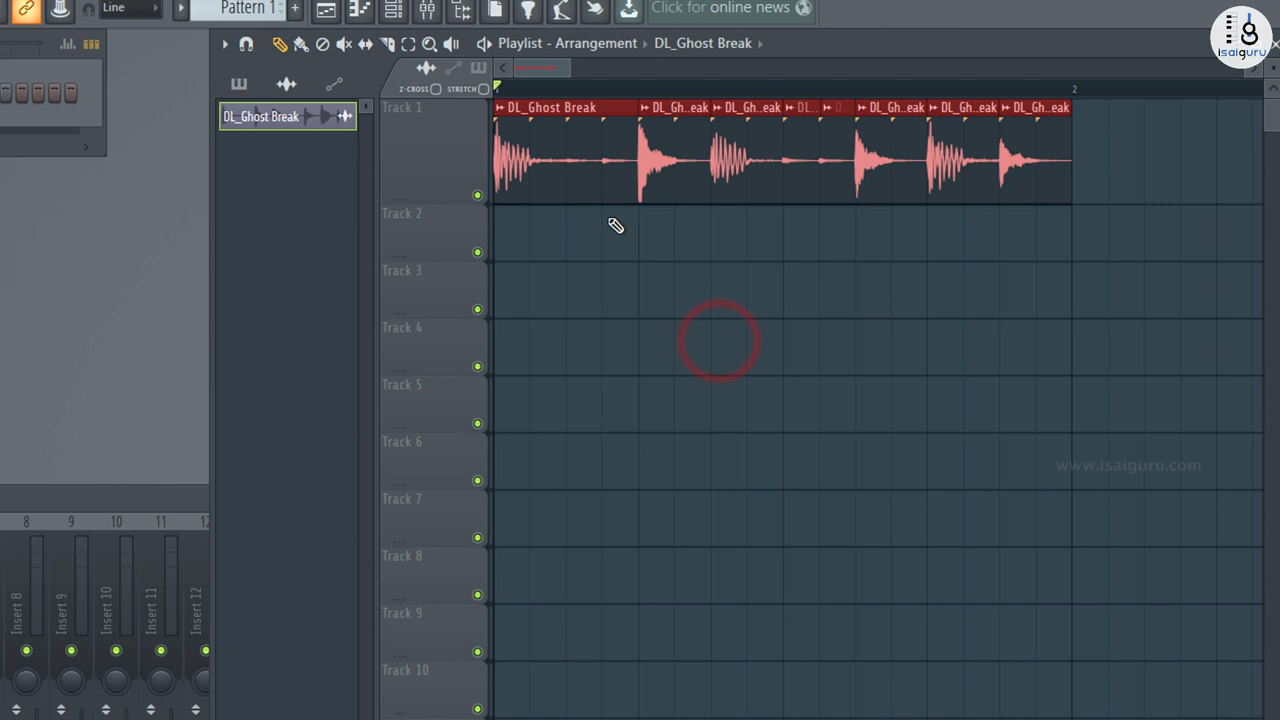 Pattern 1
+
Line
Click for online news
isaiguru
Playlist - Arrangement › DL_Ghost Break ›
Z-CROSS
STRETCH
2
DL_Ghost Break
Track 1
DL_Ghost Break
DL_Gh..eak
DL_Gh..eak
DL..
D..
DL_Gh..eak
DL_Gh..eak
DL_Gh..eak
...
Track 2
...
Track 3
...
Track 4
...
Track 5
...
Track 6
...
www.isaiguru.com
Track 7
...
Track 8
...
Track 9
...
Track 10
...
8
9
10
11
12
Insert 8
Insert 9
Insert 10
Insert 11
Insert 12